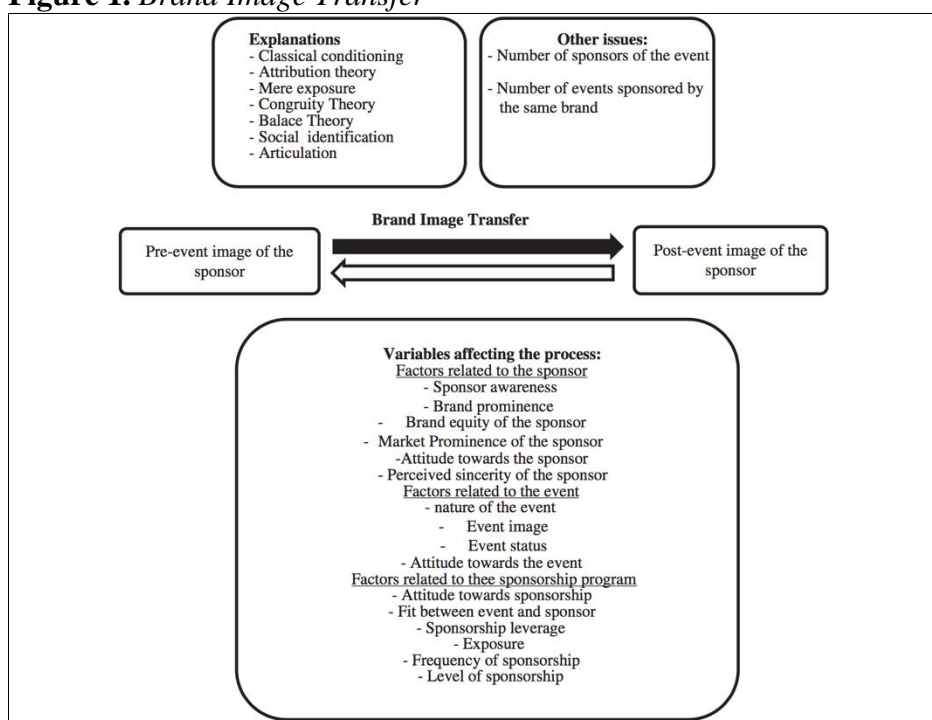 Figure 1. Brand Image Transfer
Explanations
- Classical conditioning
- Attribution theory
- Mere exposure
- Congruity Theory
- Balace Theory
- Social identification
- Articulation
Other issues:
- Number of sponsors of the event
- Number of events sponsored by
the same brand
Brand Image Transfer
Pre-event image of the
sponsor
Post-event image of the
sponsor
Variables affecting the process:
Factors related to the sponsor
- Sponsor awareness
- Brand prominence
- Brand equity of the sponsor
- Market Prominence of the sponsor
-Attitude towards the sponsor
- Perceived sincerity of the sponsor
Factors related to the event
- nature of the event
- Event image
- Event status
- Attitude towards the event
Factors related to thee sponsorship program
- Attitude towards sponsorship
- Fit between event and sponsor
- Sponsorship leverage
- Exposure
- Frequency of sponsorship
- Level of sponsorship